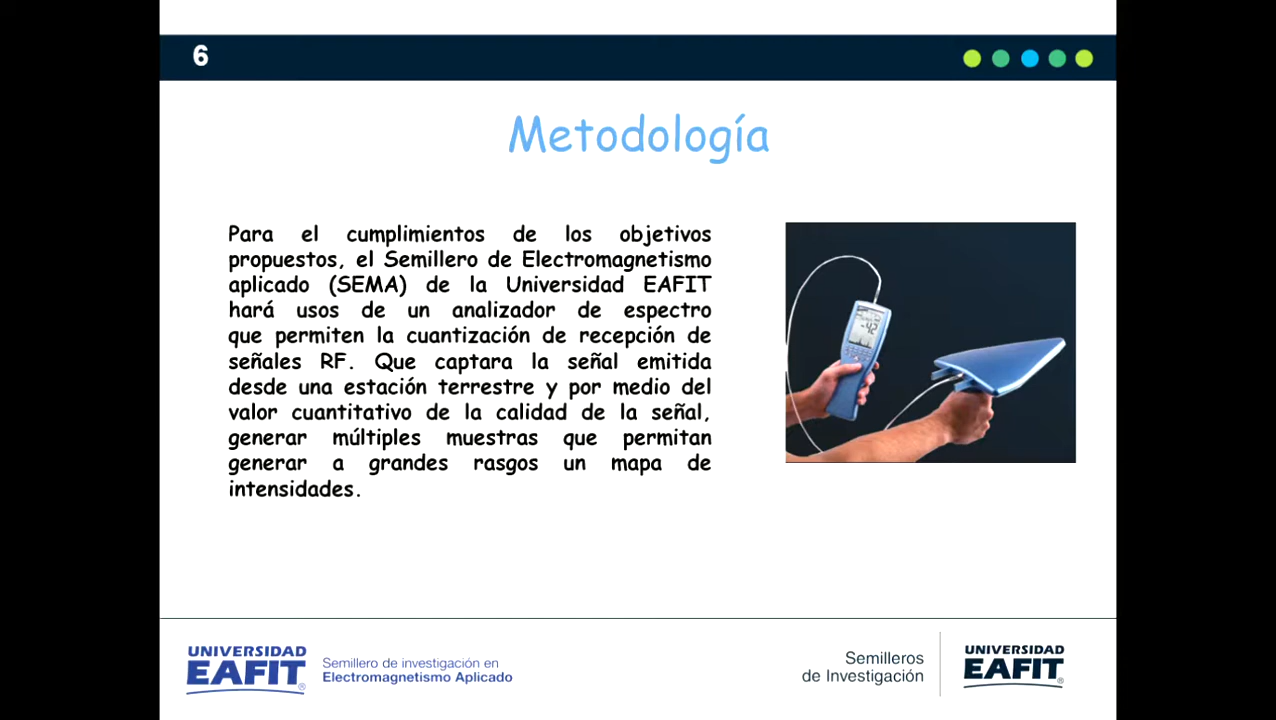 6
Metodología
Para el cumplimientos de los objetivos
propuestos, el Semillero de Electromagnetismo
aplicado (SEMA) de la Universidad EAFIT
hará usos de un analizador de espectro
que permiten la cuantización de recepción de
señales RF. Que captara la señal emitida
desde una estación terrestre y por medio del
valor cuantitativo de la calidad de la señal,
generar múltiples muestras que permitan
generar a grandes rasgos un mapa de
intensidades.
-42
UNIVERSIDAD
EAFIT®
Semillero de investigación en
Electromagnetismo Aplicado
Semilleros
de Investigación
UNIVERSIDAD
EAFIT®